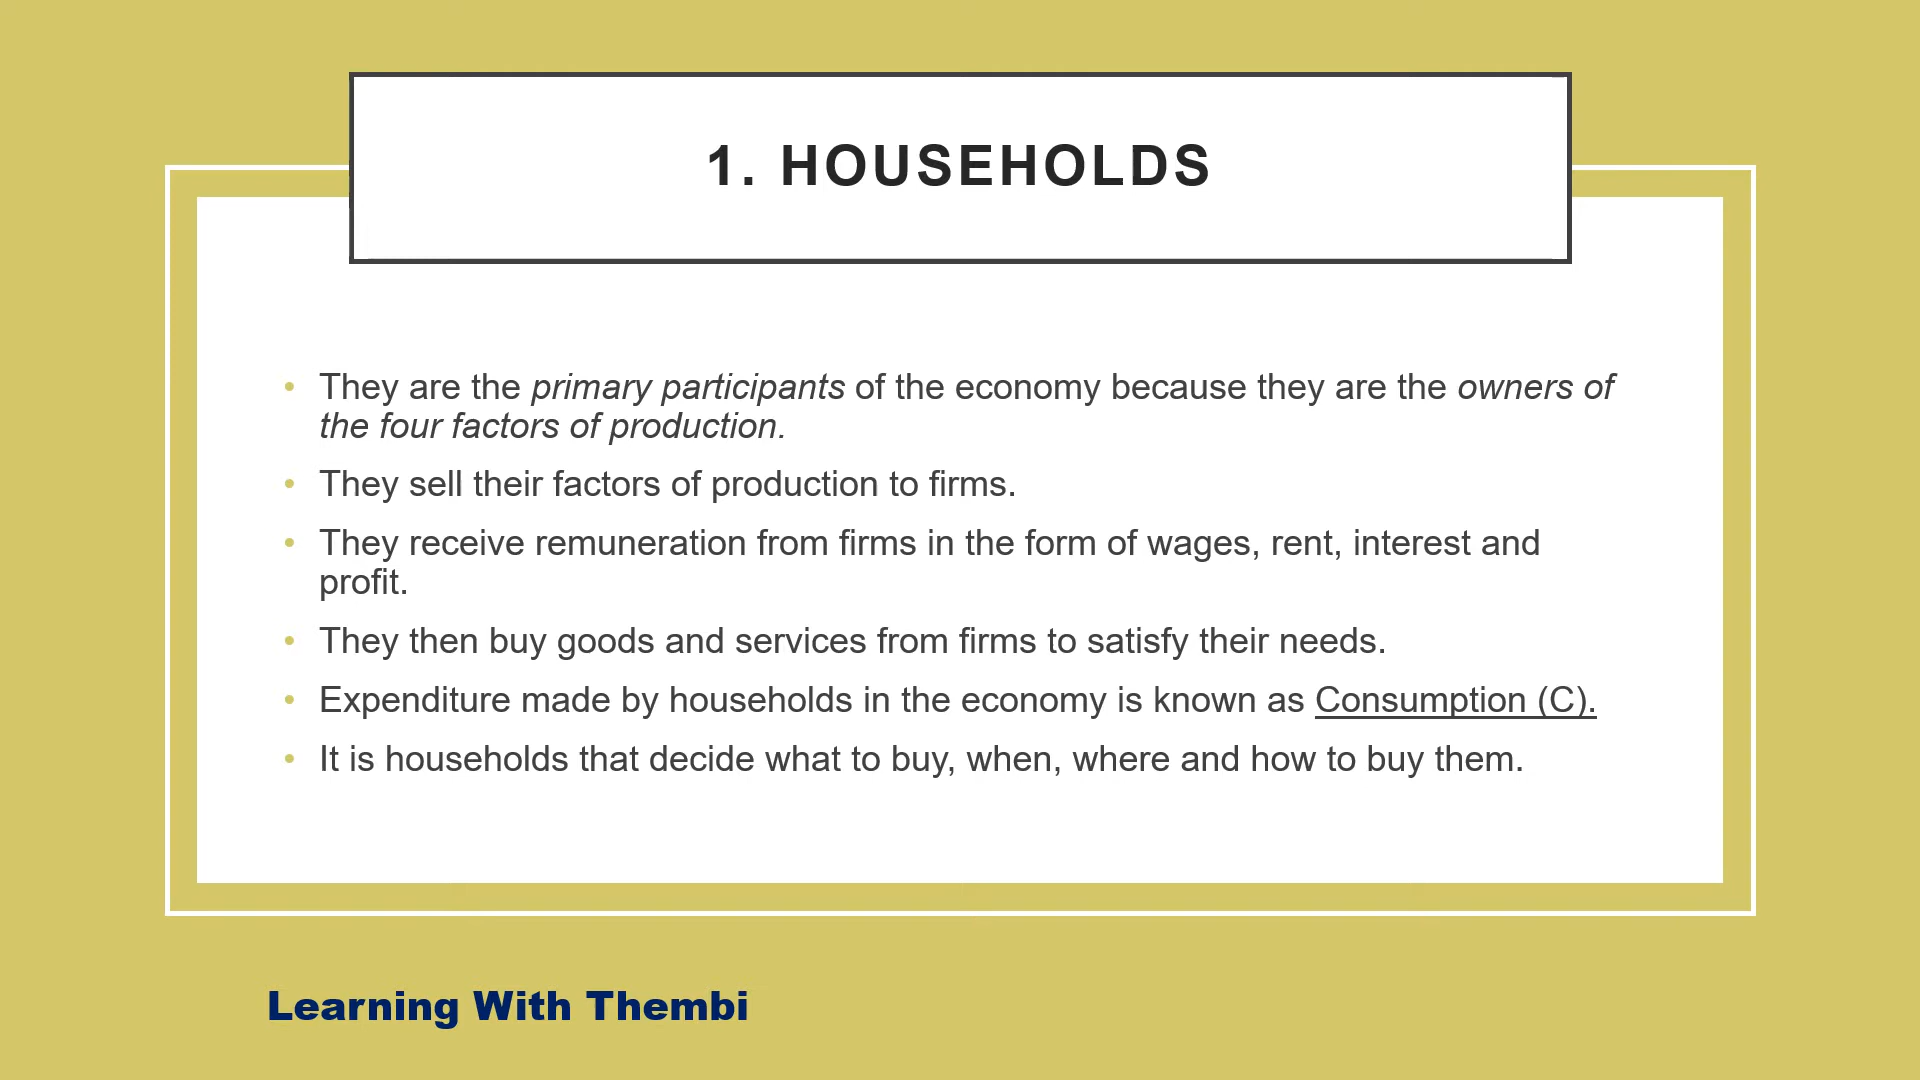 1. HOUSEHOLDS
• They are the primary participants of the economy because they are the owners of
the four factors of production.
• They sell their factors of production to firms.
• They receive remuneration from firms in the form of wages, rent, interest and
profit.
• They then buy goods and services from firms to satisfy their needs.
• Expenditure made by households in the economy is known as Consumption (C).
• It is households that decide what to buy, when, where and how to buy them.
Learning With Thembi